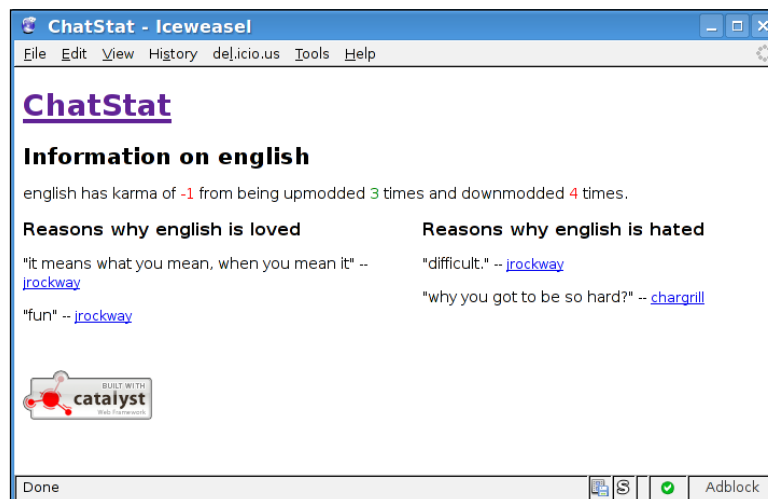 ChatStat - Iceweasel
File Edit View History del.icio.us Tools Help
ChatStat
Information on english
english has karma of -1 from being upmodded 3 times and downmodded 4 times.
Reasons why english is loved
"it means what you mean, when you mean it" --
jrockway
"fun" -- jrockway
Reasons why english is hated
"difficult." -- jrockway
"why you got to be so hard?" -- chargrill
BUILT WITH
catalyst
Web Framework
Done
S
Adblock